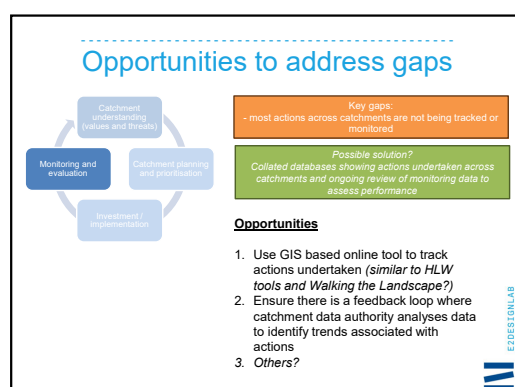 Opportunities to address gaps
Catchment
understanding
(values and threats)
Monitoring and
evaluation
Catchment planning
and prioritisation
Investment /
implementation
Key gaps:
- most actions across catchments are not being tracked or
monitored
Possible solution?
Collated databases showing actions undertaken across
catchments and ongoing review of monitoring data to
assess performance
Opportunities
1. Use GIS based online tool to track
actions undertaken (similar to HLW
tools and Walking the Landscape?)
2. Ensure there is a feedback loop where
catchment data authority analyses data
to identify trends associated with
actions
3. Others?
E2DESIGNLAB